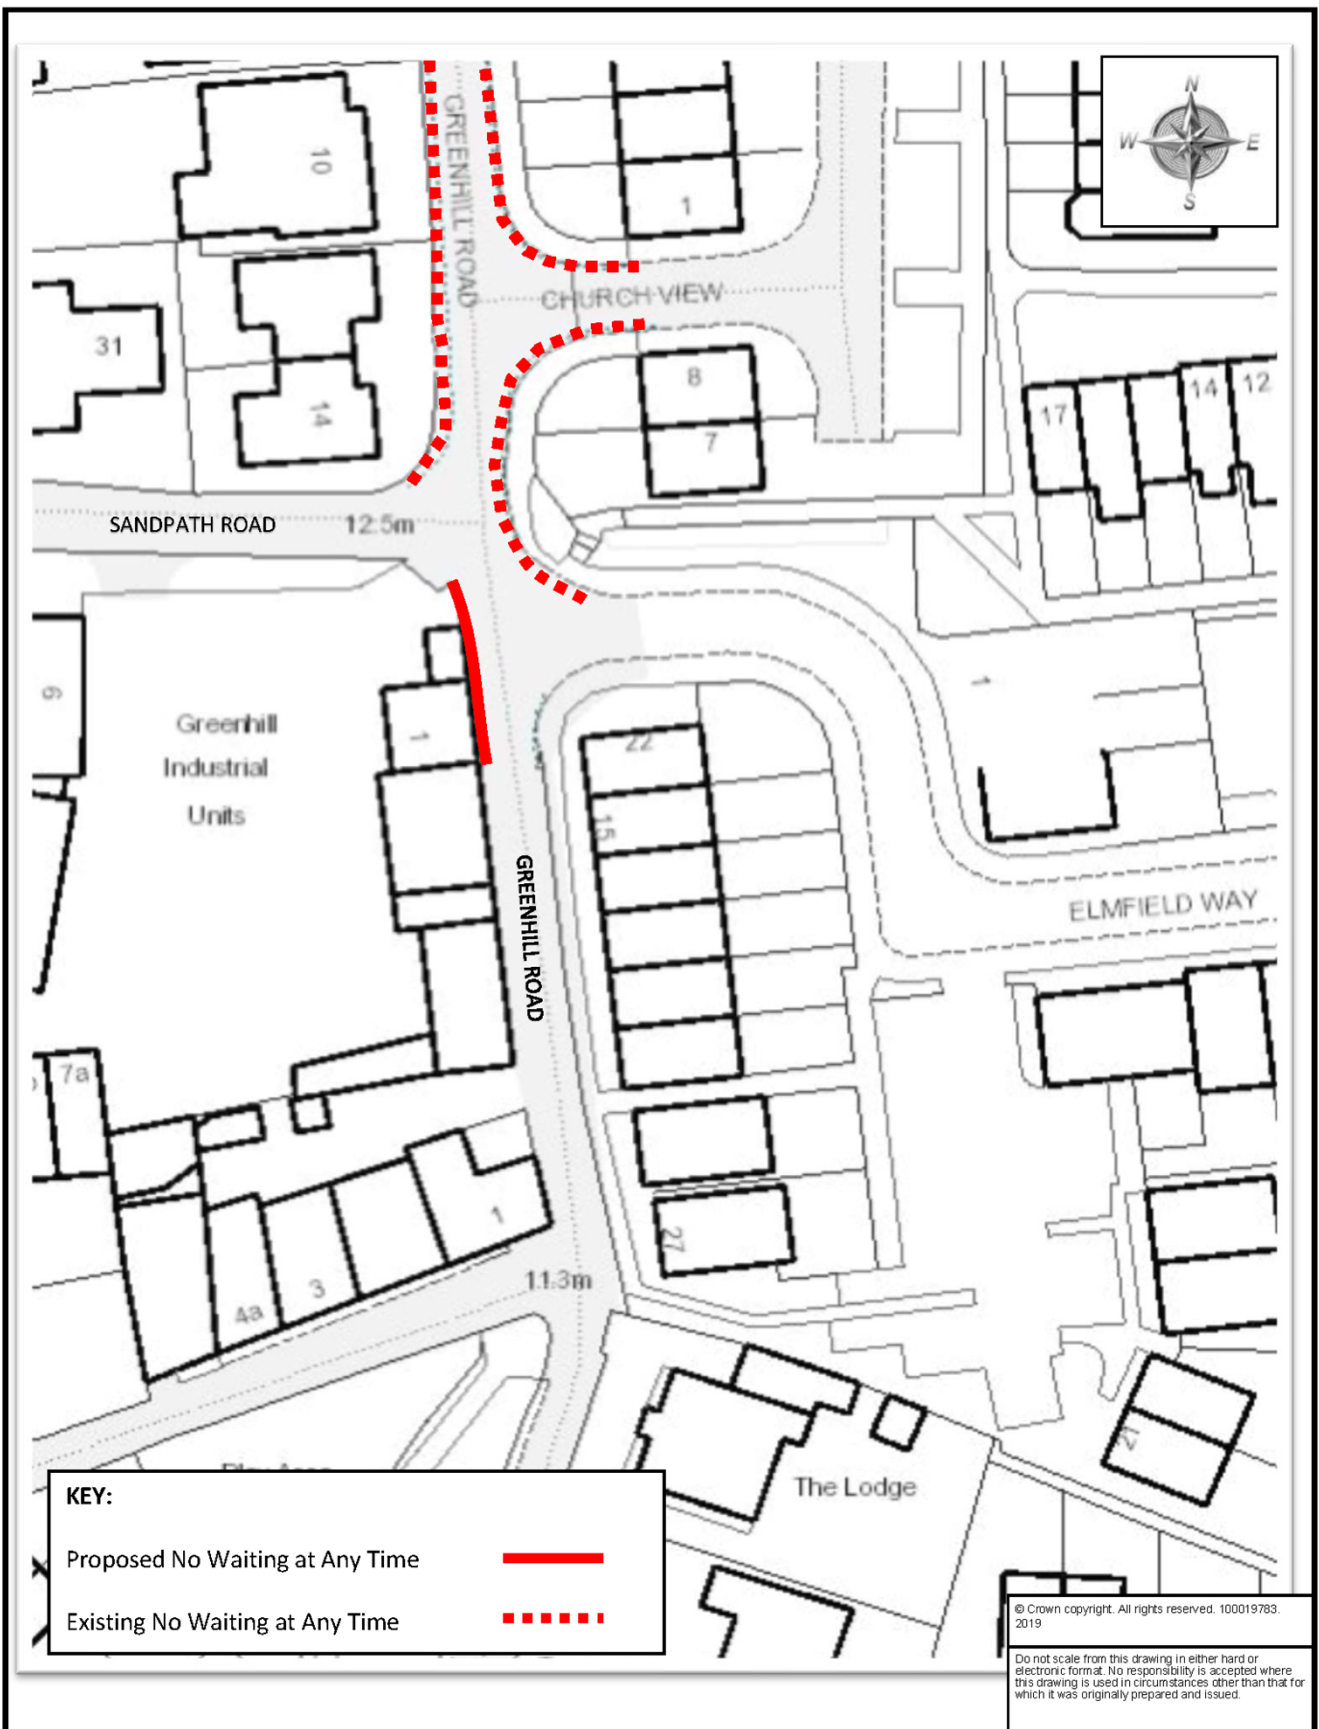 N
W
E
S
GREENHILL ROAD
10
1
CHURCH VIEW
31
14
8
7
17
14
12
SANDPATH ROAD
12.5m
6
1
Greenhill
Industrial
Units
1
22
15
GREENHILL ROAD
ELMFIELD WAY
7a
1
3
4a
27
11.3m
21
The Lodge
KEY:
Proposed No Waiting at Any Time
Existing No Waiting at Any Time
© Crown copyright. All rights reserved. 100019783.
2019
Do not scale from this drawing in either hard or
electronic format. No responsibility is accepted where
this drawing is used in circumstances other than that for
which it was originally prepared and issued.